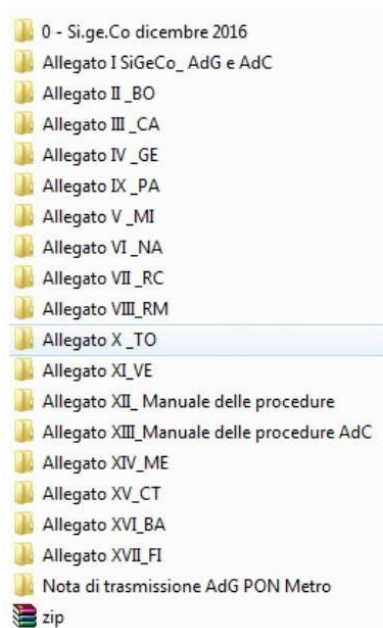 0 - Si.ge.Co dicembre 2016
Allegato I SiGeCo_ AdG e AdC
Allegato II _BO
Allegato III _CA
Allegato IV _GE
Allegato IX _PA
Allegato V _MI
Allegato VI _NA
Allegato VII _RC
Allegato VIII_RM
Allegato X _TO
Allegato XI_VE
Allegato XII_ Manuale delle procedure
Allegato XIII_Manuale delle procedure AdC
Allegato XIV_ME
Allegato XV_CT
Allegato XVI_BA
Allegato XVII_FI
Nota di trasmissione AdG PON Metro
zip